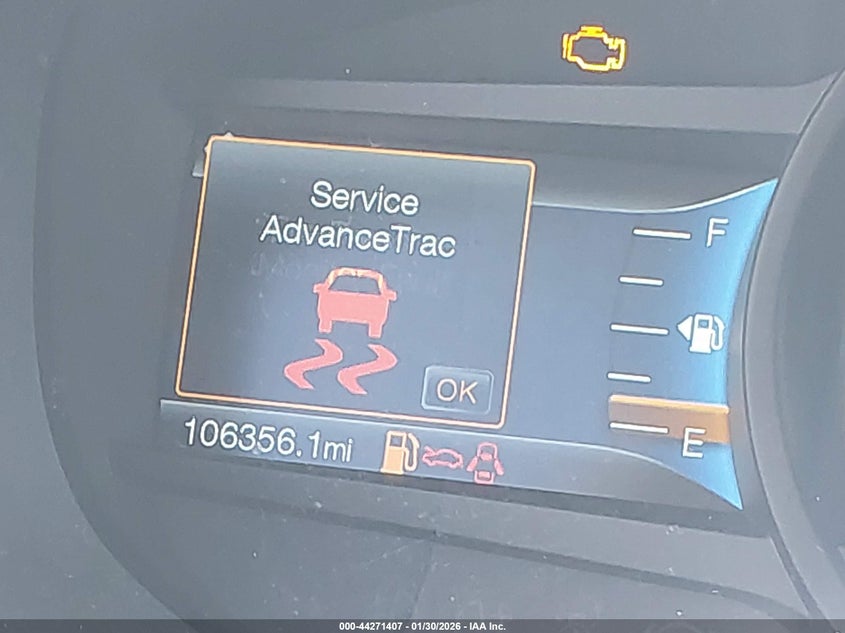 Service
AdvanceTrac
OK
F
E
106356.1mi
000-44271407 - 01/30/2026 - IAA Inc.